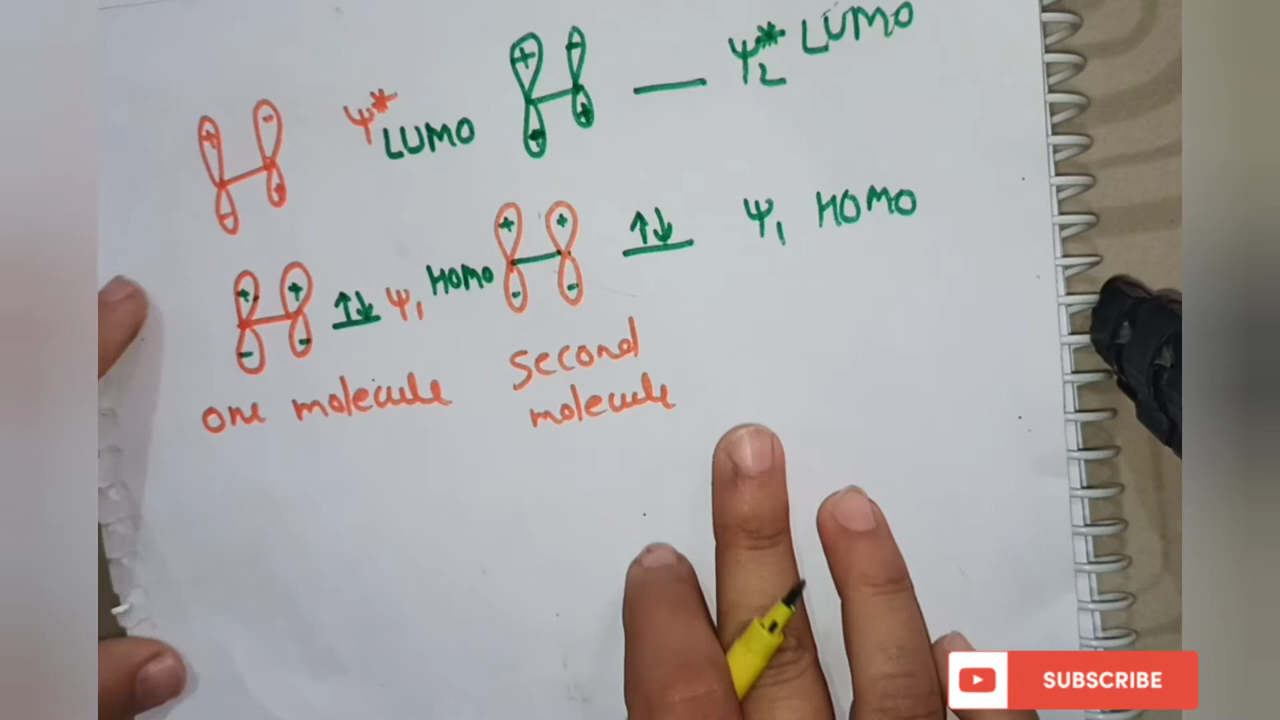 ψ* LUMO
ψ₂* LUMO
↑↓ ψ₁ HOMO
↑↓ ψ₁ HOMO
one molecule
second
molecule
SUBSCRIBE